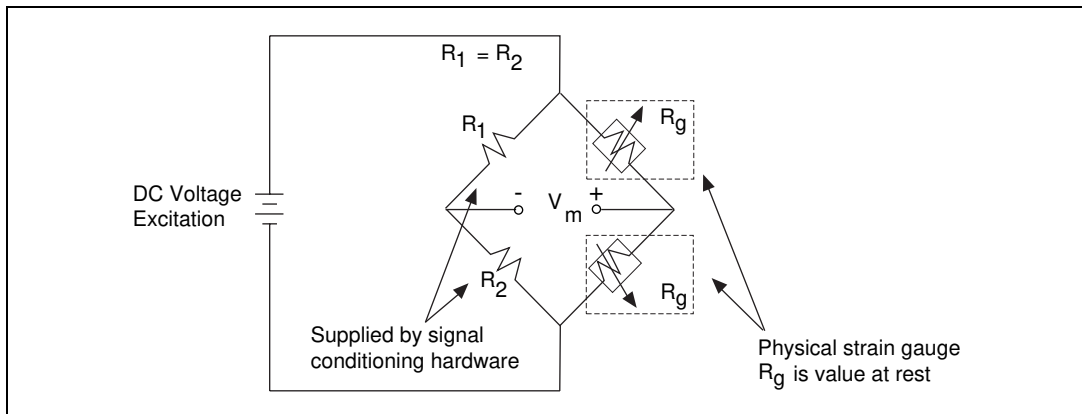 R1 = R2
R1
Rg
DC Voltage
Excitation
- Vm +
R2
Rg
Supplied by signal
conditioning hardware
Physical strain gauge
Rg is value at rest